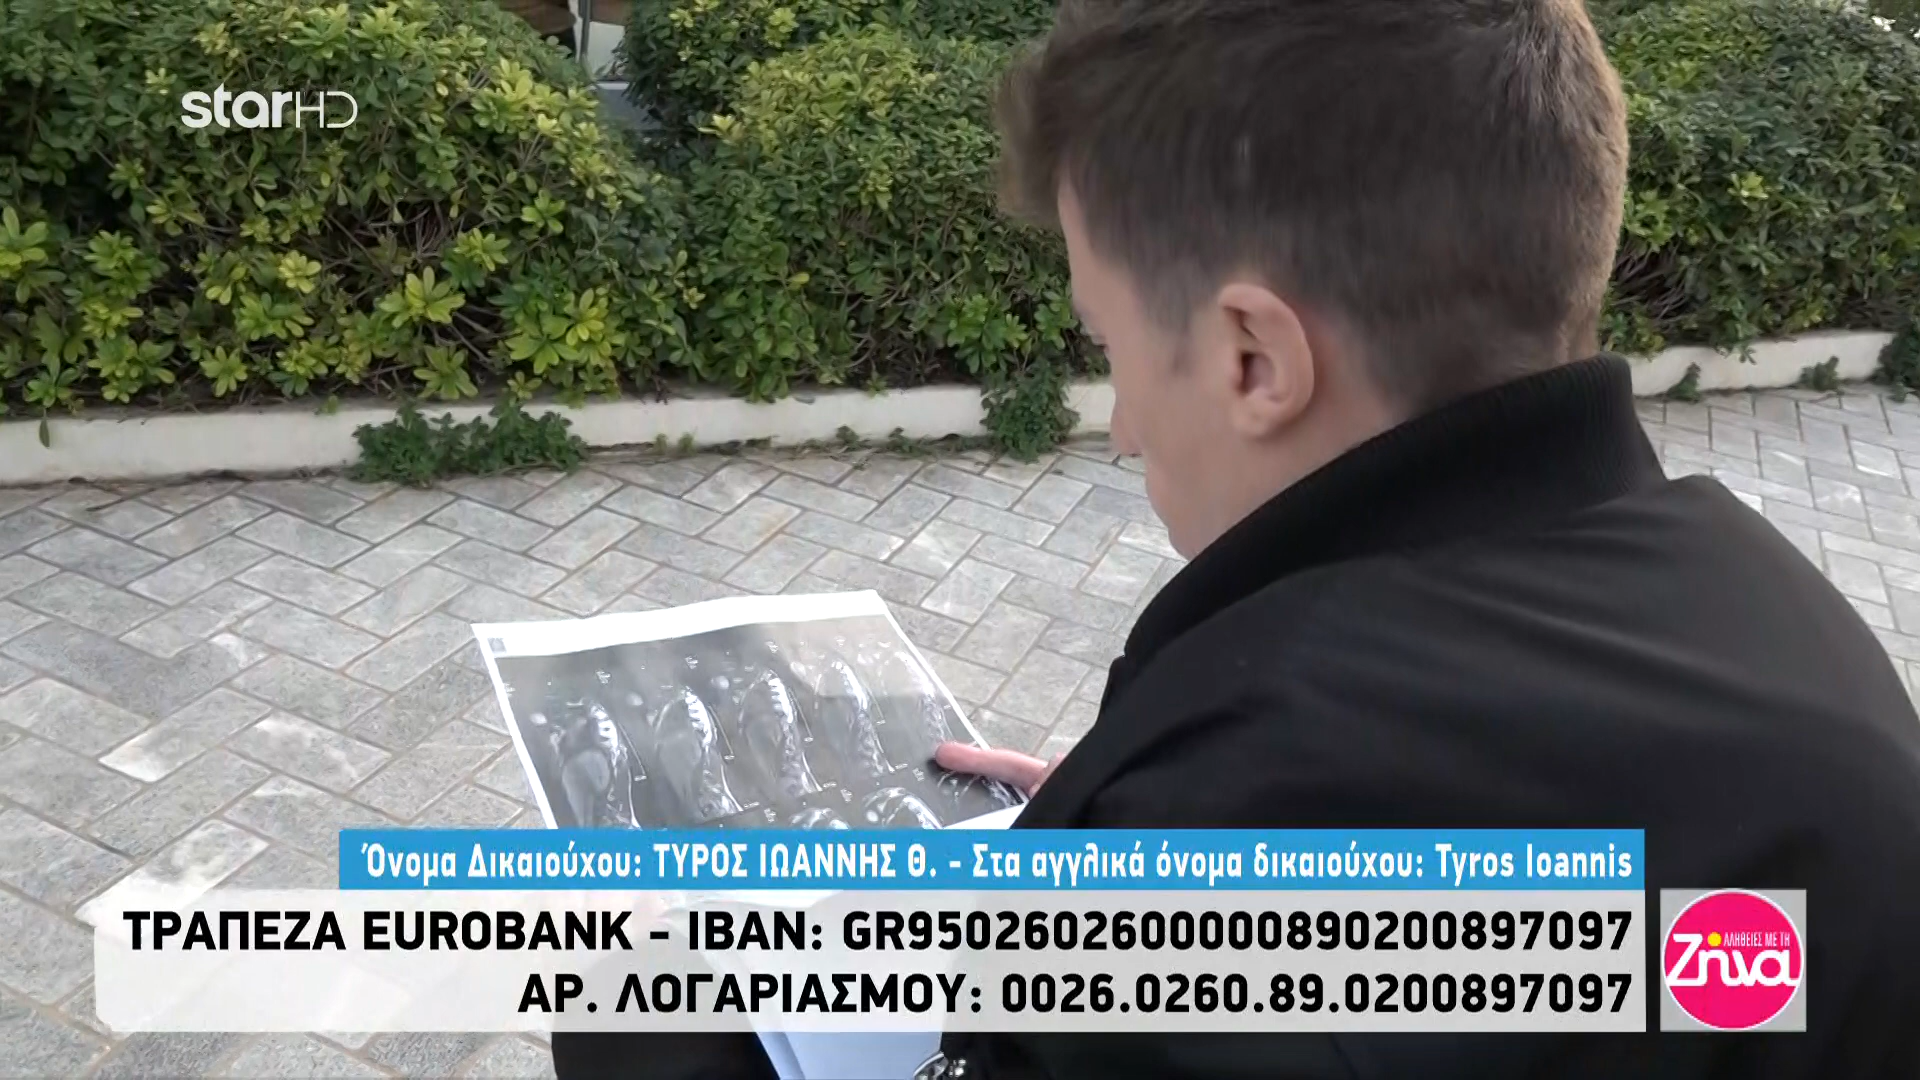 starHD
Όνομα Δικαιούχου: ΤΥΡΟΣ ΙΩΑΝΝΗΣ Θ. - Στα αγγλικά όνομα δικαιούχου: Tyros Ioannis
ΤΡΑΠΕΖΑ EUROBANK - IBAN: GR9502602600000890200897097
ΑΡ. ΛΟΓΑΡΙΑΣΜΟΥ: 0026.0260.89.0200897097
ΑΛΗΘΕΙΕΣ ΜΕ ΤΗ
Ζήνα